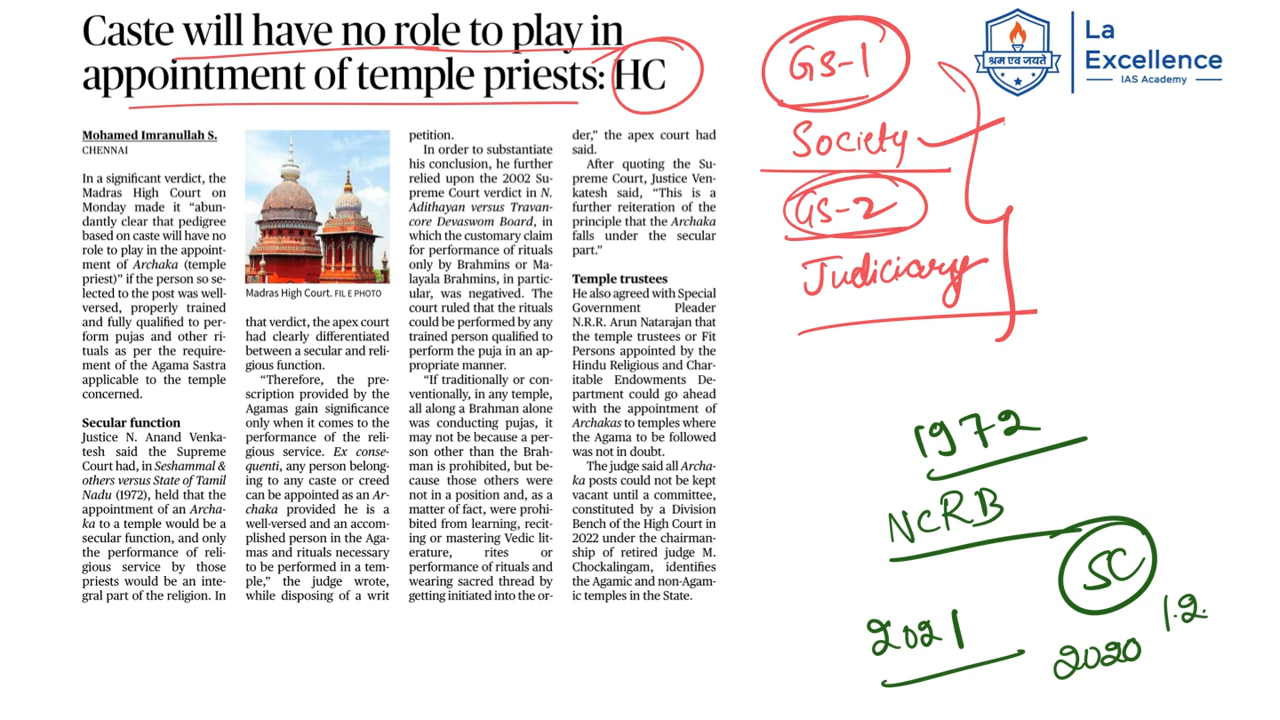 Caste will have no role to play in
appointment of temple priests: HC
Mohamed Imranullah S.
CHENNAI
In a significant verdict, the
Madras High Court on
Monday made it “abun-
dantly clear that pedigree
based on caste will have no
role to play in the appoint-
ment of Archaka (temple
priest)” if the person so se-
lected to the post was well-
versed, properly trained
and fully qualified to per-
form pujas and other ri-
tuals as per the require-
ment of the Agama Sastra
applicable to the temple
concerned.
Secular function
Justice N. Anand Venka-
tesh said the Supreme
Court had, in Seshammal &
others versus State of Tamil
Nadu (1972), held that the
appointment of an Archa-
ka to a temple would be a
secular function, and only
the performance of reli-
gious service by those
priests would be an inte-
gral part of the religion. In
Madras High Court. FILE PHOTO
that verdict, the apex court
had clearly differentiated
between a secular and reli-
gious function.
“Therefore, the pre-
scription provided by the
Agamas gain significance
only when it comes to the
performance of the reli-
gious service. Ex conse-
quenti, any person belong-
ing to any caste or creed
can be appointed as an Ar-
chaka provided he is a
well-versed and an accom-
plished person in the Aga-
mas and rituals necessary
to be performed in a tem-
ple,” the judge wrote,
while disposing of a writ
petition.
In order to substantiate
his conclusion, he further
relied upon the 2002 Su-
preme Court verdict in N.
Adithayan versus Travan-
core Devaswom Board, in
which the customary claim
for performance of rituals
only by Brahmins or Ma-
layala Brahmins, in partic-
ular, was negatived. The
court ruled that the rituals
could be performed by any
trained person qualified to
perform the puja in an ap-
propriate manner.
“If traditionally or con-
ventionally, in any temple,
all along a Brahman alone
was conducting pujas, it
may not be because a per-
son other than the Brah-
man is prohibited, but be-
cause those others were
not in a position and, as a
matter of fact, were prohi-
bited from learning, recit-
ing or mastering Vedic lit-
erature, rites or
performance of rituals and
wearing sacred thread by
getting initiated into the or-
der,” the apex court had
said.
After quoting the Su-
preme Court, Justice Ven-
katesh said, “This is a
further reiteration of the
principle that the Archaka
falls under the secular
part.”
Temple trustees
He also agreed with Special
Government Pleader
N.R.R. Arun Natarajan that
the temple trustees or Fit
Persons appointed by the
Hindu Religious and Char-
itable Endowments De-
partment could go ahead
with the appointment of
Archakas to temples where
the Agama to be followed
was not in doubt.
The judge said all Archa-
ka posts could not be kept
vacant until a committee,
constituted by a Division
Bench of the High Court in
2022 under the chairman-
ship of retired judge M.
Chockalingam, identifies
the Agamic and non-Agam-
ic temples in the State.
GS-1
Society
GS-2
Judiciary
श्रम एव जयते
La
Excellence
IAS Academy
1972
NCRB
SC
2021
2020
1.2.